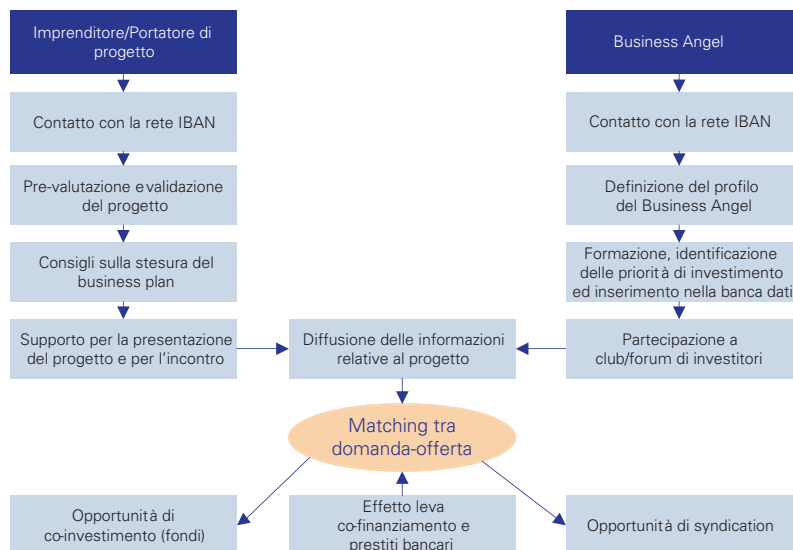 Imprenditore/Portatore di
progetto
Business Angel
Contatto con la rete IBAN
Contatto con la rete IBAN
Pre-valutazione e validazione
del progetto
Definizione del profilo
del Business Angel
Consigli sulla stesura del
business plan
Formazione, identificazione
delle priorità di investimento
ed inserimento nella banca dati
Supporto per la presentazione
del progetto e per l'incontro
Diffusione delle informazioni
relative al progetto
Partecipazione a
club/forum di investitori
Matching tra
domanda-offerta
Opportunità di
co-investimento (fondi)
Effetto leva
co-finanziamento e
prestiti bancari
Opportunità di syndication